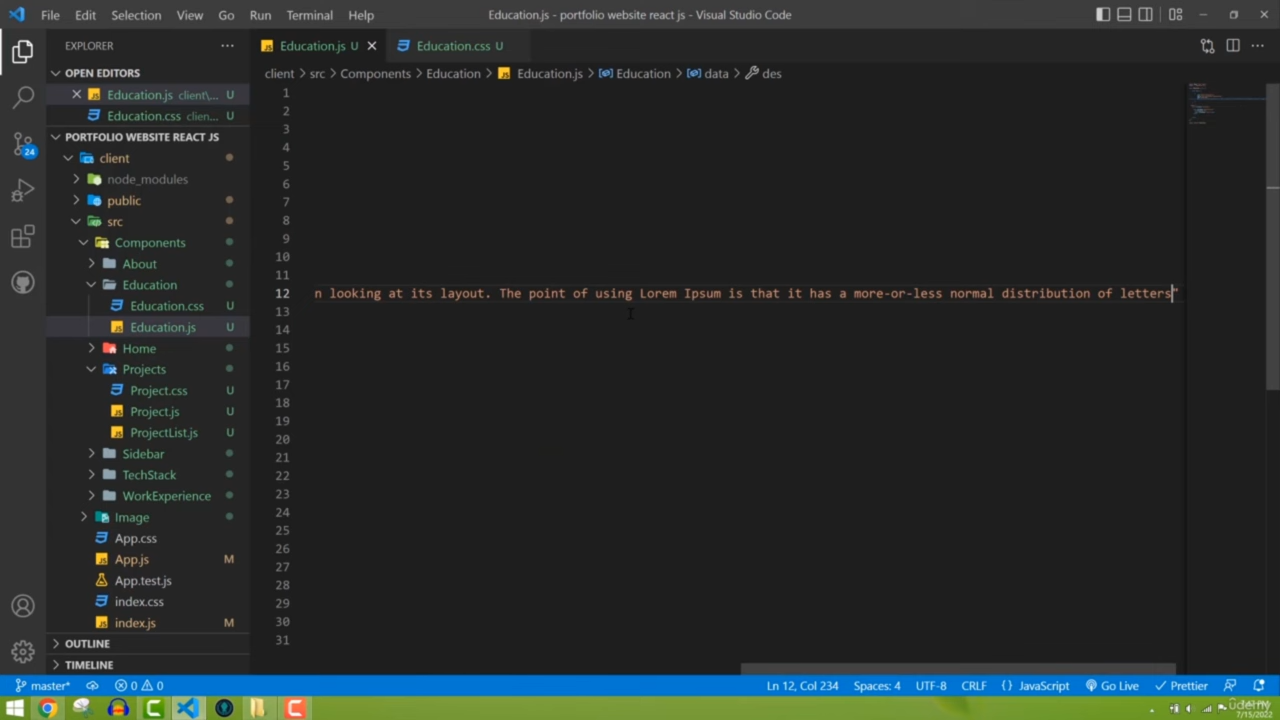 File Edit Selection View Go Run Terminal Help
Education.js - portfolio website react js - Visual Studio Code
EXPLORER
Education.js U
Education.css U
OPEN EDITORS
client > src > Components > Education > Education.js > Education > data > des
Education.js client\... U
Education.css clien... U
PORTFOLIO WEBSITE REACT JS
client
node_modules
public
src
Components
About
Education
Education.css U
Education.js U
Home
Projects
Project.css U
Project.js U
ProjectList.js U
Sidebar
TechStack
WorkExperience
Image
App.css
App.js M
App.test.js
index.css
index.js M
OUTLINE
TIMELINE
24
1
2
3
4
5
6
7
8
9
10
11
12 n looking at its layout. The point of using Lorem Ipsum is that it has a more-or-less normal distribution of letters"
13
14
15
16
17
18
19
20
21
22
23
24
25
26
27
28
29
30
31
master* 0 0 Ln 12, Col 234 Spaces: 4 UTF-8 CRLF {} JavaScript Go Live Prettier
udemy
7/15/2022